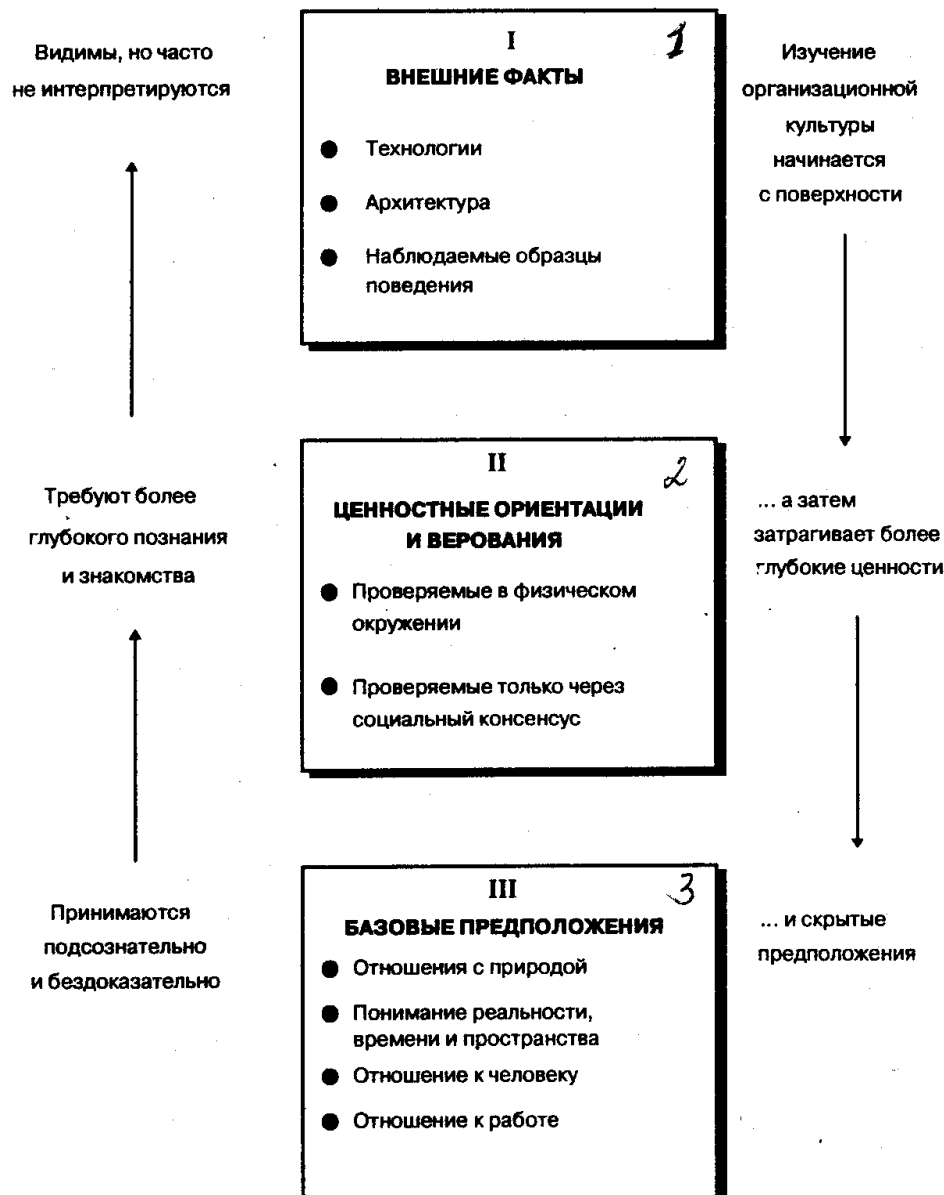 Видимы, но часто
не интерпретируются
I
1
ВНЕШНИЕ ФАКТЫ
● Технологии
● Архитектура
● Наблюдаемые образцы
поведения
Изучение
организационной
культуры
начинается
с поверхности
Требуют более
глубокого познания
и знакомства
II
2
ЦЕННОСТНЫЕ ОРИЕНТАЦИИ
И ВЕРОВАНИЯ
● Проверяемые в физическом
окружении
● Проверяемые только через
социальный консенсус
... а затем
затрагивает более
глубокие ценности
Принимаются
подсознательно
и бездоказательно
III
3
БАЗОВЫЕ ПРЕДПОЛОЖЕНИЯ
● Отношения с природой
● Понимание реальности,
времени и пространства
● Отношение к человеку
● Отношение к работе
... и скрытые
предположения